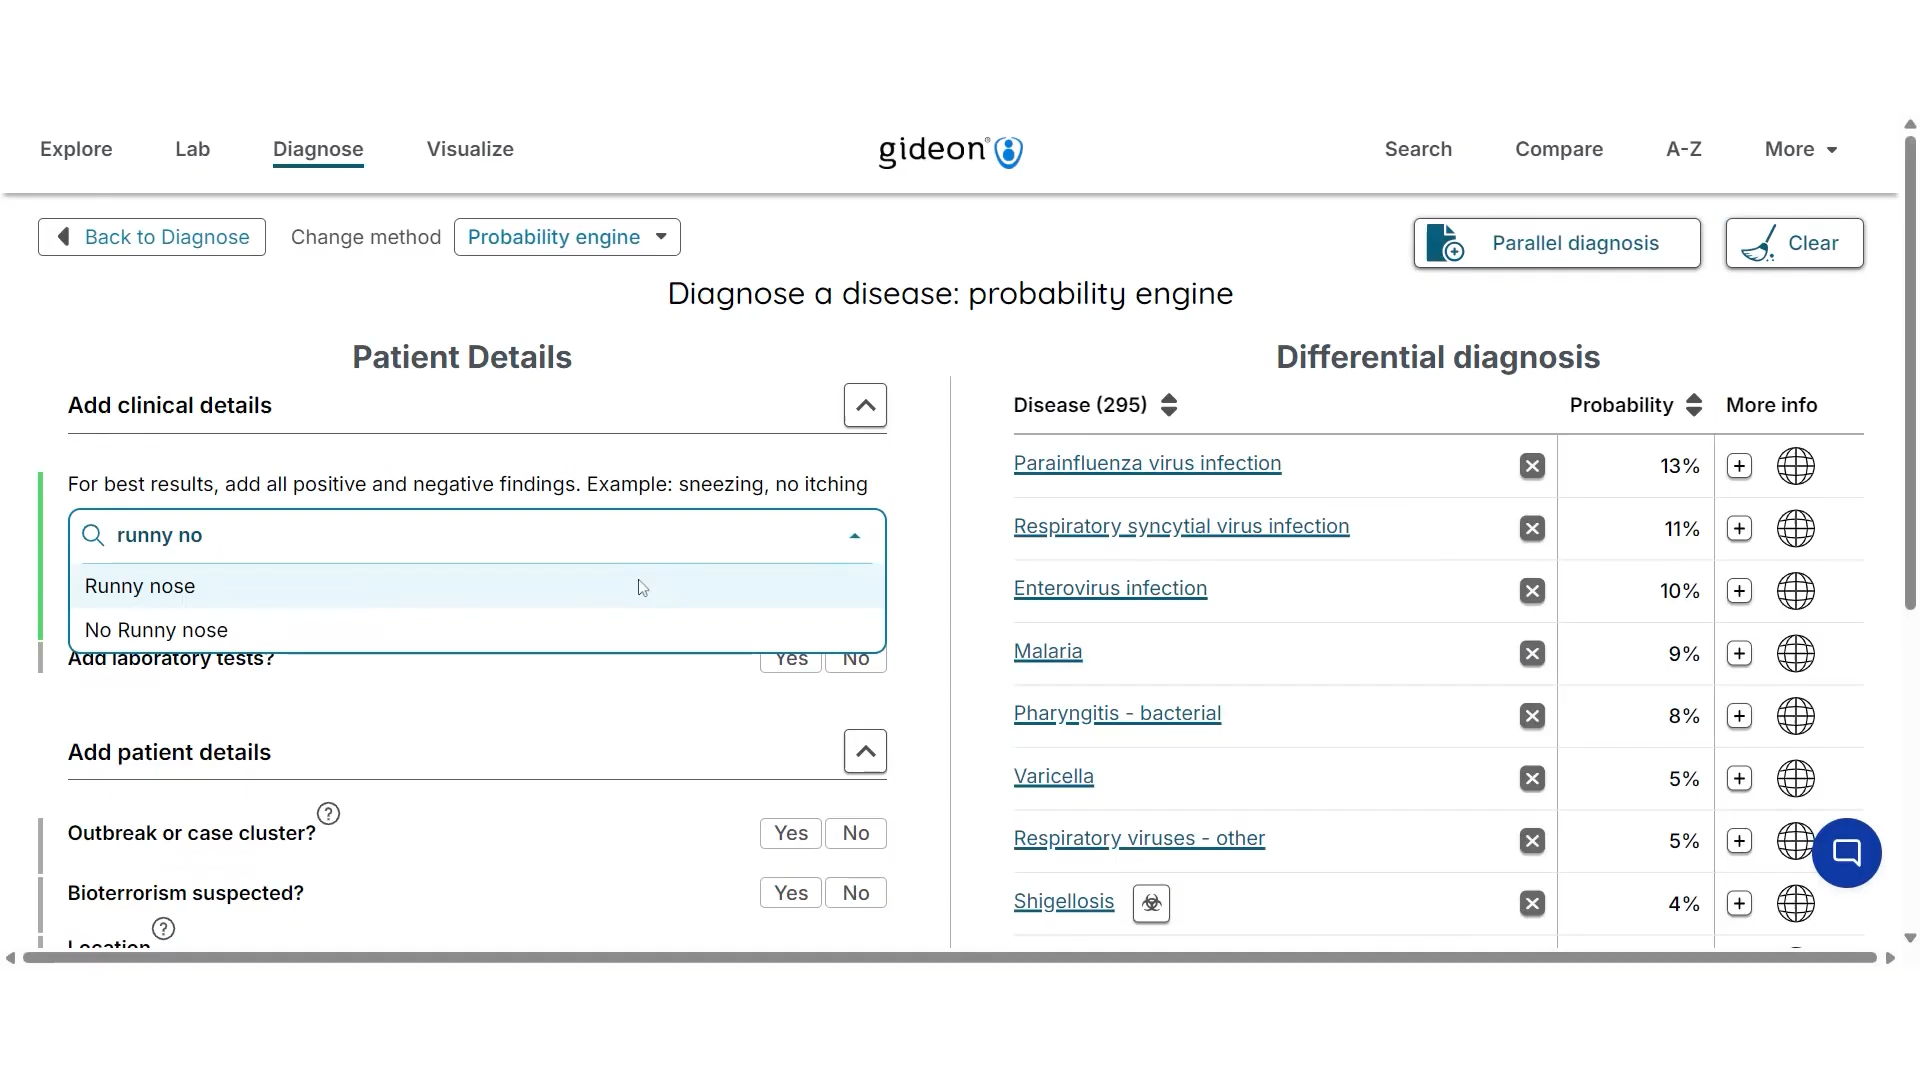 Explore Lab Diagnose Visualize gideon® Search Compare A-Z More
Back to Diagnose Change method Probability engine Parallel diagnosis Clear
Diagnose a disease: probability engine
Patient Details
Add clinical details
For best results, add all positive and negative findings. Example: sneezing, no itching
runny no
Runny nose
No Runny nose
Add laboratory tests? Yes No
Add patient details
Outbreak or case cluster? ? Yes No
Bioterrorism suspected? Yes No
Location ?
Differential diagnosis
Disease (295) Probability More info
Parainfluenza virus infection 13%
Respiratory syncytial virus infection 11%
Enterovirus infection 10%
Malaria 9%
Pharyngitis - bacterial 8%
Varicella 5%
Respiratory viruses - other 5%
Shigellosis 4%